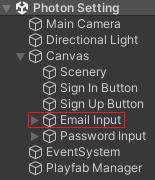 Photon Setting
Main Camera
Directional Light
Canvas
Scenery
Sign In Button
Sign Up Button
Email Input
Password Input
EventSystem
Playfab Manager